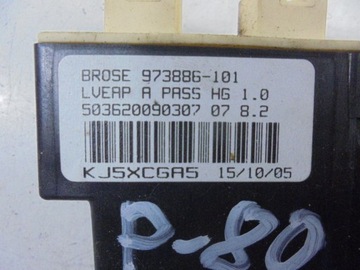 BROSE 973886-101
LVEAP A PASS HG 1.0
503620090307 07 8.2
KJ5XCGA5 15/10/05
P-80